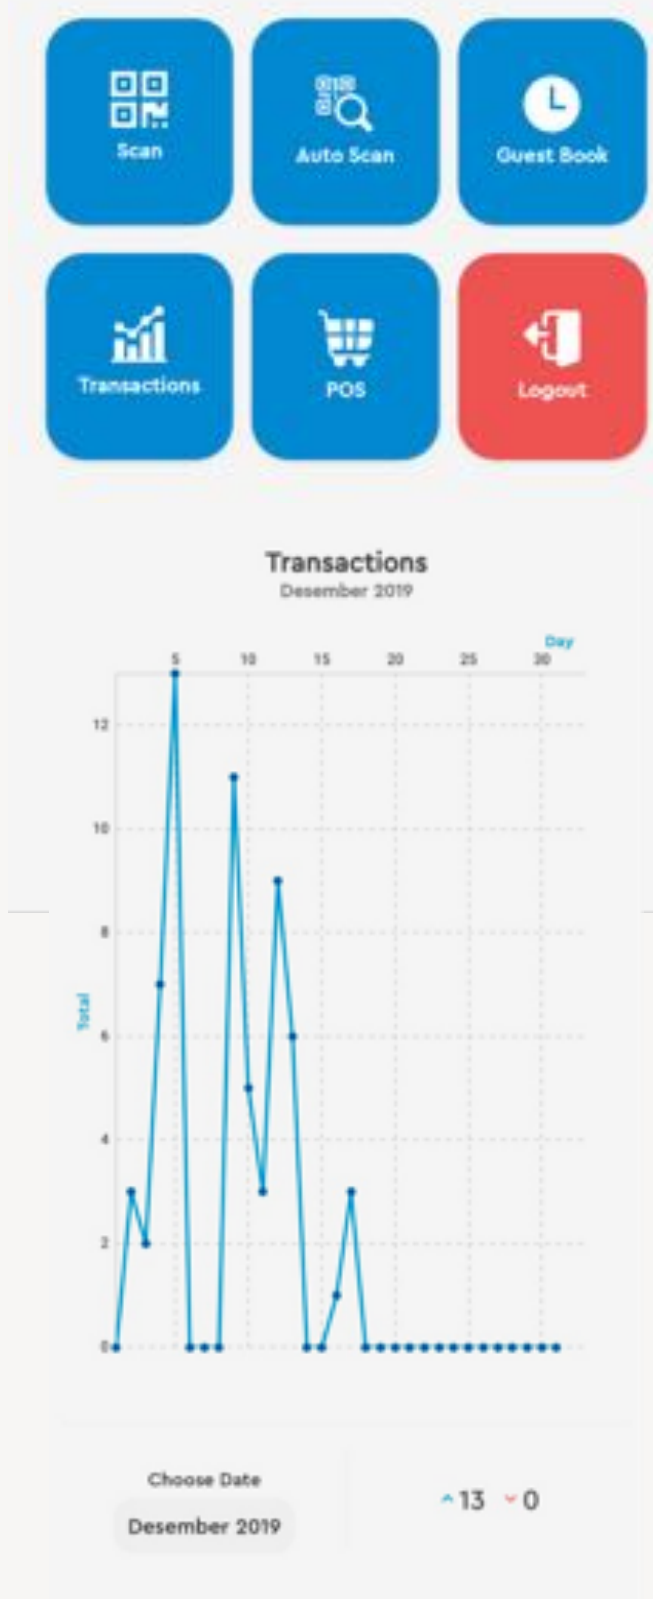 Scan
Auto Scan
Guest Book
Transactions
POS
Logout
Transactions
Desember 2019
Day
5 10 15 20 25 30
12
10
8
6
4
2
0
Total
Choose Date
Desember 2019
13 0